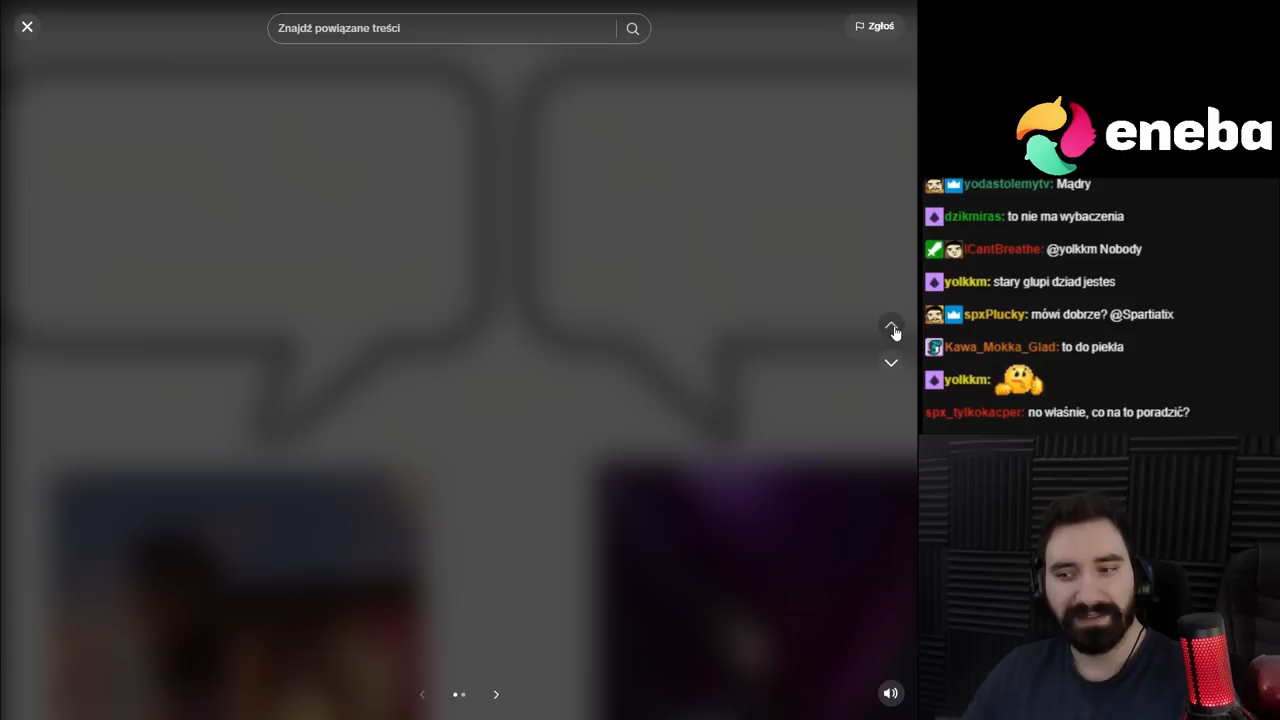 Znajdź powiązane treści
Zgłoś
eneba
yodastolemytv: Mądry
dzikmiras: to nie ma wybaczenia
ICantBreathe: @yolkkm Nobody
yolkkm: stary glupi dziad jestes
spxPlucky: mówi dobrze? @Spartiatix
Kawa_Mokka_Glad: to do piekła
yolkkm:
spx_tylkokacper: no właśnie, co na to poradzić?